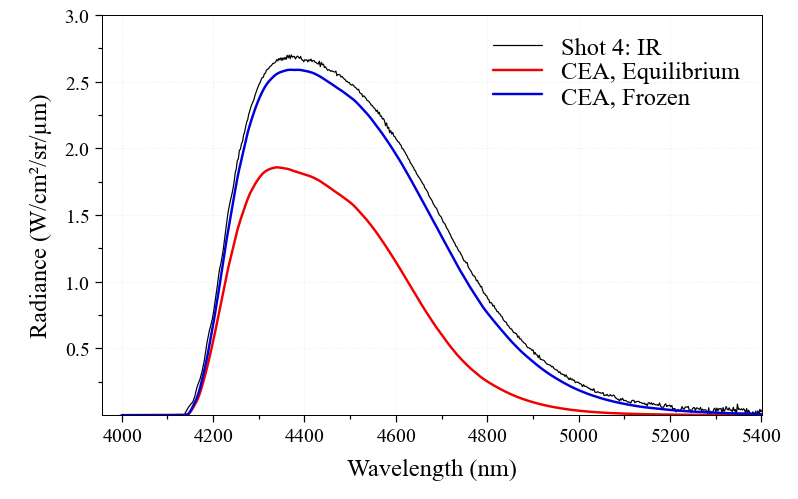 3.0
2.5
2.0
1.5
1.0
0.5
Radiance (W/cm²/sr/µm)
Shot 4: IR
CEA, Equilibrium
CEA, Frozen
4000 4200 4400 4600 4800 5000 5200 5400
Wavelength (nm)